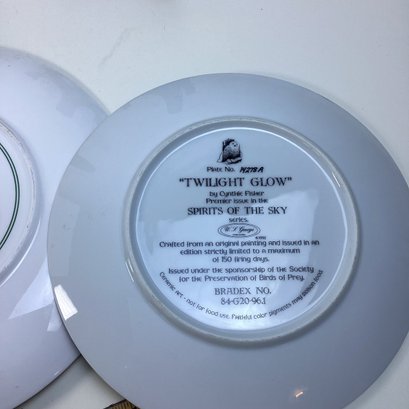 Plate No. 14278 A
"TWILIGHT GLOW"
by Cynthie Fisher
Premier issue in the
SPIRITS OF THE SKY
series.
W. L. George
Crafted from an original painting and issued in an
edition strictly limited to a maximum
of 150 firing days.
Issued under the sponsorship of the Society
for the Preservation of Birds of Prey.
BRADEX NO.
84-G20-96.1
Ceramic Art - not for food use. Faithful color pigments may poison food